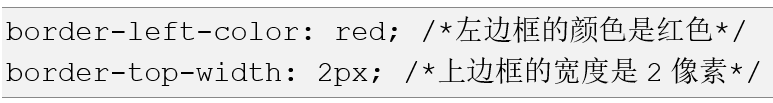 border-left-color: red; /*左边框的颜色是红色*/
border-top-width: 2px; /*上边框的宽度是 2 像素*/